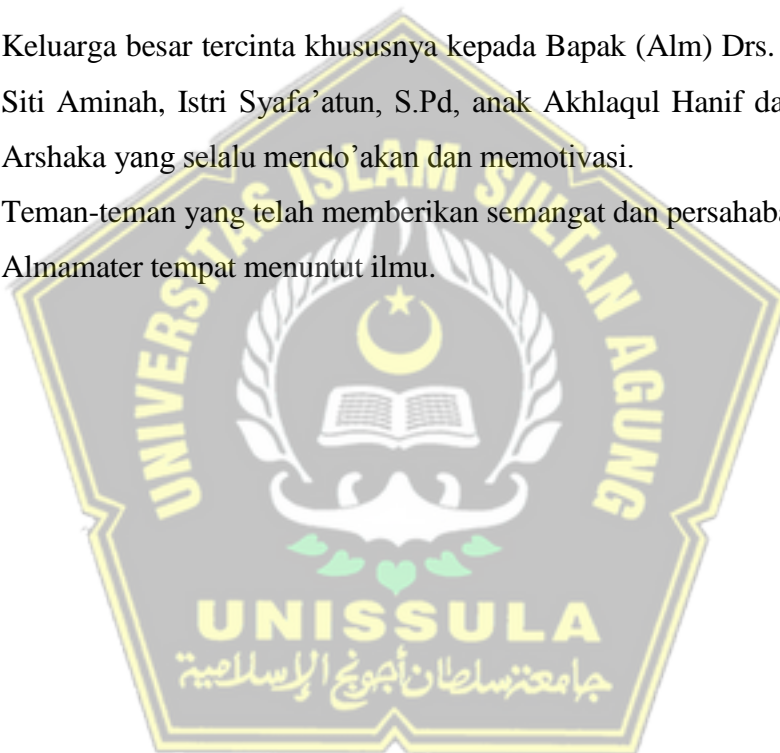 Keluarga besar tercinta khususnya kepada Bapak (Alm) Drs.
Siti Aminah, Istri Syafa’atun, S.Pd, anak Akhlaqul Hanif da
Arshaka yang selalu mendo’akan dan memotivasi.
Teman-teman yang telah memberikan semangat dan persahaba
Almamater tempat menuntut ilmu.
UNIVERSITAS ISLAM SULTAN AGUNG
UNISSULA
جامعة سلطان أجونج الإسلامية